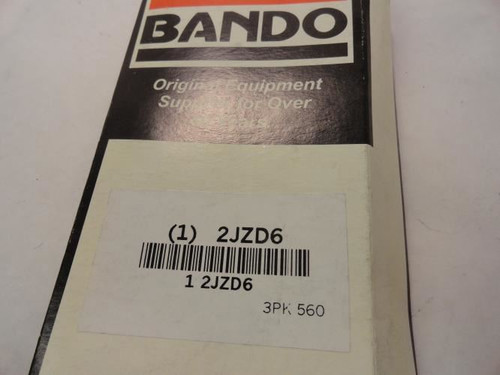 BANDO
Original Equipment
Supplier for Over
(1) 2JZD6
1 2JZD6
3PK 560